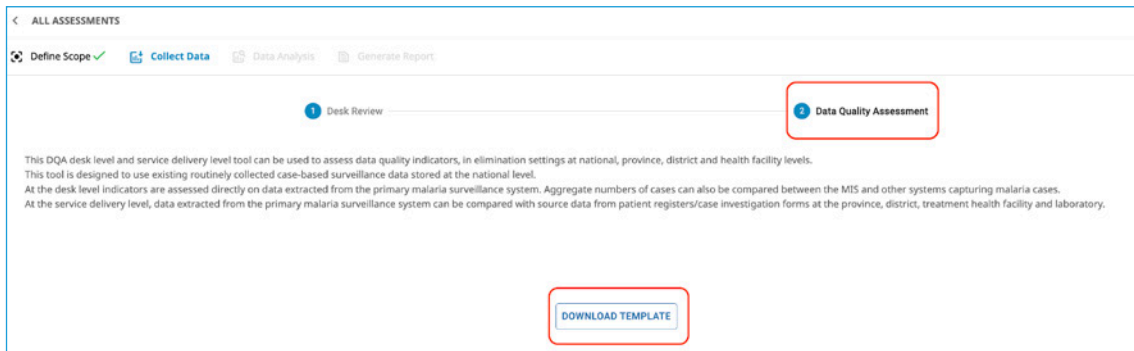 < ALL ASSESSMENTS
Define Scope ✓ Collect Data Data Analysis Generate Report
1 Desk Review 2 Data Quality Assessment
This DQA desk level and service delivery level tool can be used to assess data quality indicators, in elimination settings at national, province, district and health facility levels.
This tool is designed to use existing routinely collected case-based surveillance data stored at the national level.
At the desk level indicators are assessed directly on data extracted from the primary malaria surveillance system. Aggregate numbers of cases can also be compared between the MIS and other systems capturing malaria cases.
At the service delivery level, data extracted from the primary malaria surveillance system can be compared with source data from patient registers/case investigation forms at the province, district, treatment health facility and laboratory.
DOWNLOAD TEMPLATE